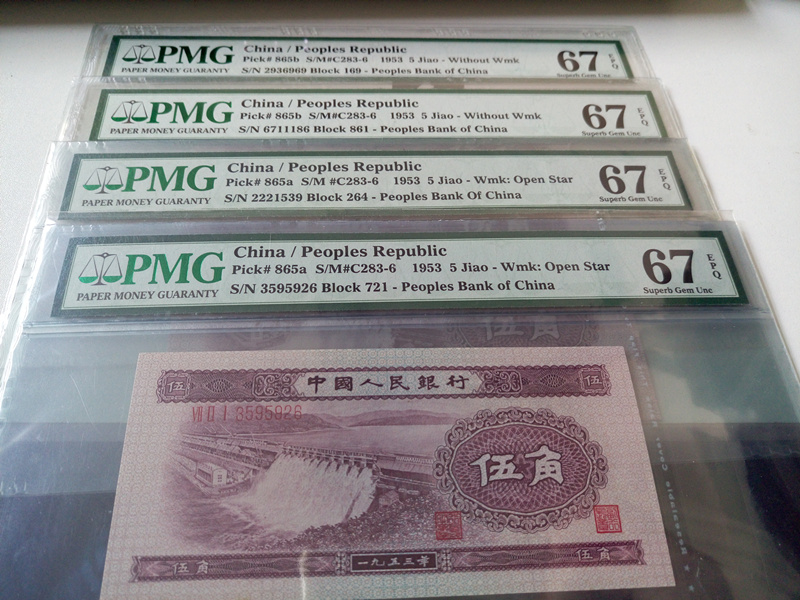 PMG
PAPER MONEY GUARANTY
China / Peoples Republic
Pick# 865b S/M#C283-6 1953 5 Jiao - Without Wmk
S/N 2936969 Block 169 - Peoples Bank of China
67
Superb Gem Unc
PMG
PAPER MONEY GUARANTY
China / Peoples Republic
Pick# 865b S/M#C283-6 1953 5 Jiao - Without Wmk
S/N 6711186 Block 861 - Peoples Bank of China
67 EPQ
Superb Gem Unc
PMG
PAPER MONEY GUARANTY
China / Peoples Republic
Pick# 865a S/M #C283-6 1953 5 Jiao - Wmk: Open Star
S/N 2221539 Block 264 - Peoples Bank Of China
67 EPQ
Superb Gem Unc
PMG
PAPER MONEY GUARANTY
China / Peoples Republic
Pick# 865a S/M#C283-6 1953 5 Jiao - Wmk: Open Star
S/N 3595926 Block 721 - Peoples Bank of China
67 EPQ
Superb Gem Unc
伍角
伍 中國人民銀行 伍
VII II I 3595926
伍角
伍角 一九五三年 伍角